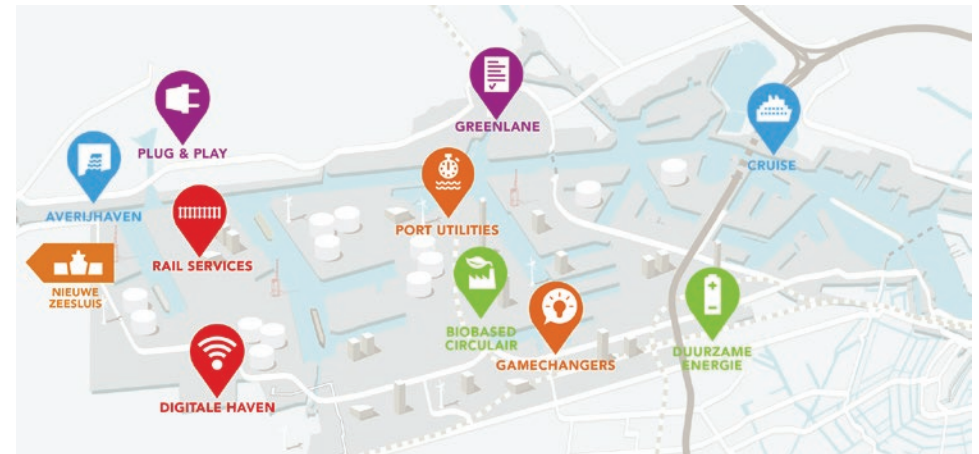 GREENLANE
PLUG & PLAY
CRUISE
AVERIJHAVEN
PORT UTILITIES
RAIL SERVICES
NIEUWE
ZEESLUIS
BIOBASED
CIRCULAIR
GAMECHANGERS
DUURZAME
ENERGIE
DIGITALE HAVEN